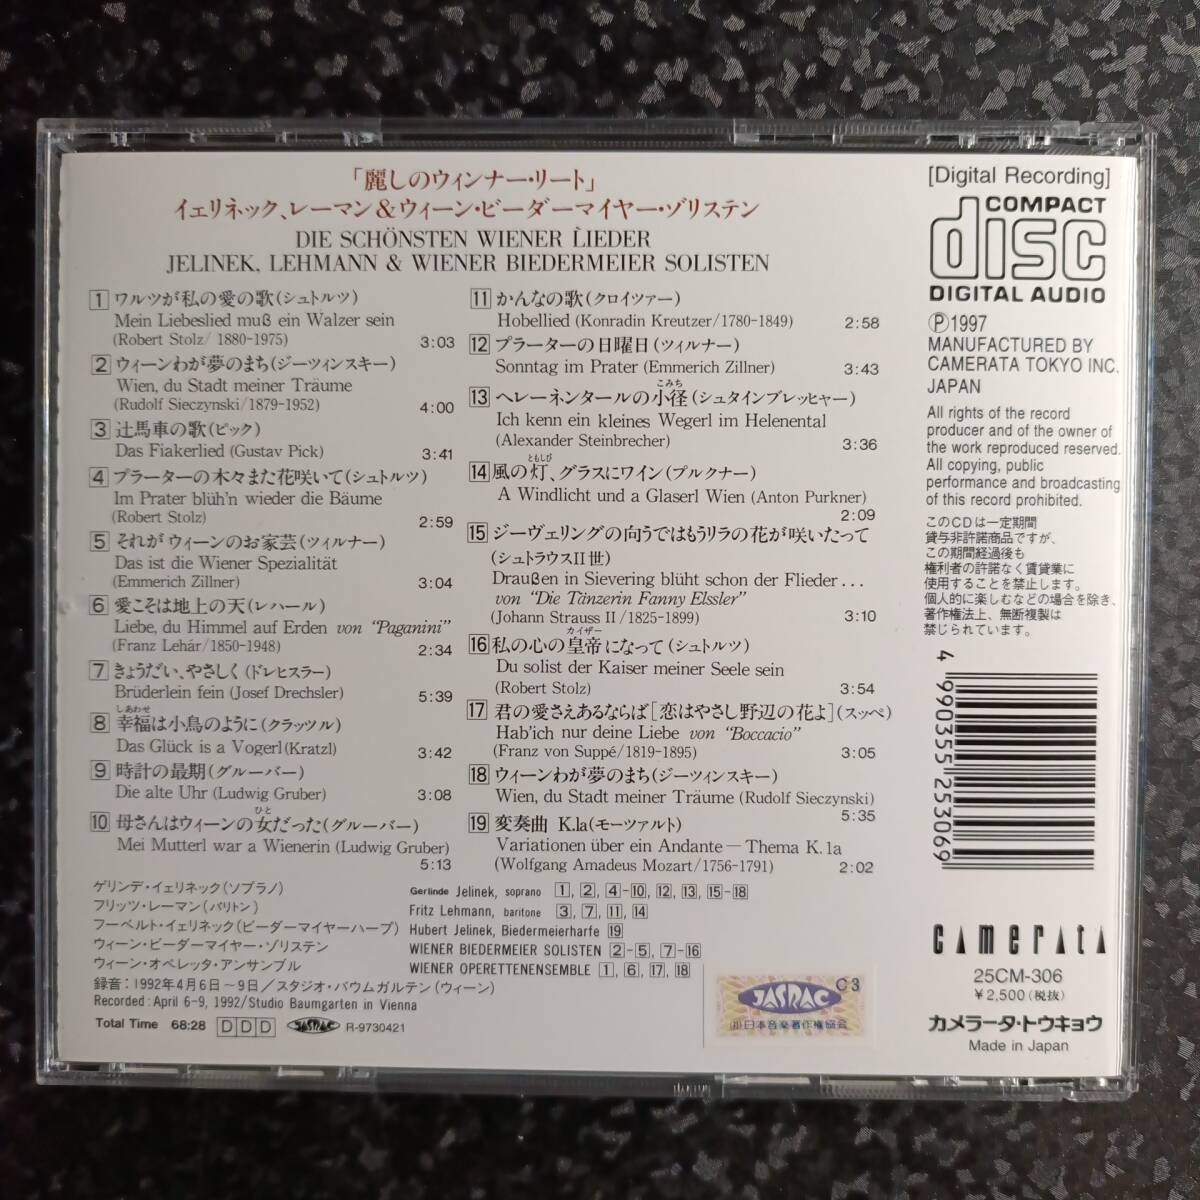 「麗しのウィンナー・リート」
イェリネック、レーマン＆ウィーン・ビーダーマイヤー・ゾリステン
DIE SCHÖNSTEN WIENER LIEDER
JELINEK, LEHMANN & WIENER BIEDERMEIER SOLISTEN
1 ワルツが私の愛の歌(シュトルツ)
Mein Liebeslied muß ein Walzer sein
(Robert Stolz/ 1880-1975) 3:03
2 ウィーンわが夢のまち(ジーツィンスキー)
Wien, du Stadt meiner Träume
(Rudolf Sieczynski/1879-1952) 4:00
3 辻馬車の歌(ピック)
Das Fiakerlied (Gustav Pick) 3:41
4 プラーターの木々また花咲いて(シュトルツ)
Im Prater blüh'n wieder die Bäume
(Robert Stolz) 2:59
5 それがウィーンのお家芸(ツィルナー)
Das ist die Wiener Spezialität
(Emmerich Zillner) 3:04
6 愛こそは地上の天(レハール)
Liebe, du Himmel auf Erden von “Paganini”
(Franz Lehár/1850-1948) 2:34
7 きょうだい、やさしく(ドレヒスラー)
Brüderlein fein (Josef Drechsler) 5:39
しあわせ
8 幸福は小鳥のように(クラッツル)
Das Glück is a Vogerl(Kratzl) 3:42
9 時計の最期(グルーバー)
Die alte Uhr (Ludwig Gruber) 3:08
ひと
10 母さんはウィーンの女だった(グルーバー)
Mei Mutterl war a Wienerin (Ludwig Gruber)
5:13
11 かんなの歌(クロイツァー)
Hobellied (Konradin Kreutzer/1780-1849) 2:58
12 プラーターの日曜日(ツィルナー)
Sonntag im Prater (Emmerich Zillner) 3:43
こみち
13 ヘレーネンタールの小径(シュタインブレッヒャー)
Ich kenn ein kleines Wegerl im Helenental
(Alexander Steinbrecher) 3:36
ともしび
14 風の灯、グラスにワイン(プルクナー)
A Windlicht und a Glaserl Wien (Anton Purkner)
2:09
15 ジーヴェリングの向うではもうリラの花が咲いたって
(シュトラウスII世)
Draußen in Sievering blüht schon der Flieder...
von “Die Tänzerin Fanny Elssler”
(Johann Strauss II/1825-1899) 3:10
カイザー
16 私の心の皇帝になって(シュトルツ)
Du solist der Kaiser meiner Seele sein
(Robert Stolz) 3:54
17 君の愛さえあるならば[恋はやさし野辺の花よ](スッペ)
Hab'ich nur deine Liebe von “Boccacio”
(Franz von Suppé/1819-1895) 3:05
18 ウィーンわが夢のまち(ジーツィンスキー)
Wien, du Stadt meiner Träume (Rudolf Sieczynski)
5:35
19 変奏曲 K.1a(モーツァルト)
Variationen über ein Andante—Thema K.1a
(Wolfgang Amadeus Mozart/1756-1791) 2:02
ゲリンデ・イェリネック(ソプラノ)
フリッツ・レーマン(バリトン)
フーベルト・イェリネック(ビーダーマイヤーハープ)
ウィーン・ビーダーマイヤー・ゾリステン
ウィーン・オペレッタ・アンサンブル
録音：1992年4月6日～9日／スタジオ・バウムガルテン(ウィーン)
Recorded: April 6-9, 1992/Studio Baumgarten in Vienna
Total Time 68:28 DDD JASRAC R-9730421
Gerlinde Jelinek, soprano 1, 2, 4-10, 12, 13, 15-18
Fritz Lehmann, baritone 3, 7, 11, 14
Hubert Jelinek, Biedermeierharfe 19
WIENER BIEDERMEIER SOLISTEN 2-5, 7-16
WIENER OPERETTENENSEMBLE 1, 6, 17, 18
C3
JASRAC
(社)日本音楽著作権協会
[Digital Recording]
COMPACT
disc
DIGITAL AUDIO
Ⓟ1997
MANUFACTURED BY
CAMERATA TOKYO INC.
JAPAN
All rights of the record
producer and of the owner of
the work reproduced reserved.
All copying, public
performance and broadcasting
of this record prohibited.
このCDは一定期間
貸与非許諾商品ですが、
この期間経過後も
権利者の許諾なく賃貸業に
使用することを禁止します。
個人的に楽しむなどの場合を除き、
著作権法上、無断複製は
禁じられています。
4 990355 253069
camerata
25CM-306
￥2,500(税抜)
カメラータ・トウキョウ
Made in Japan